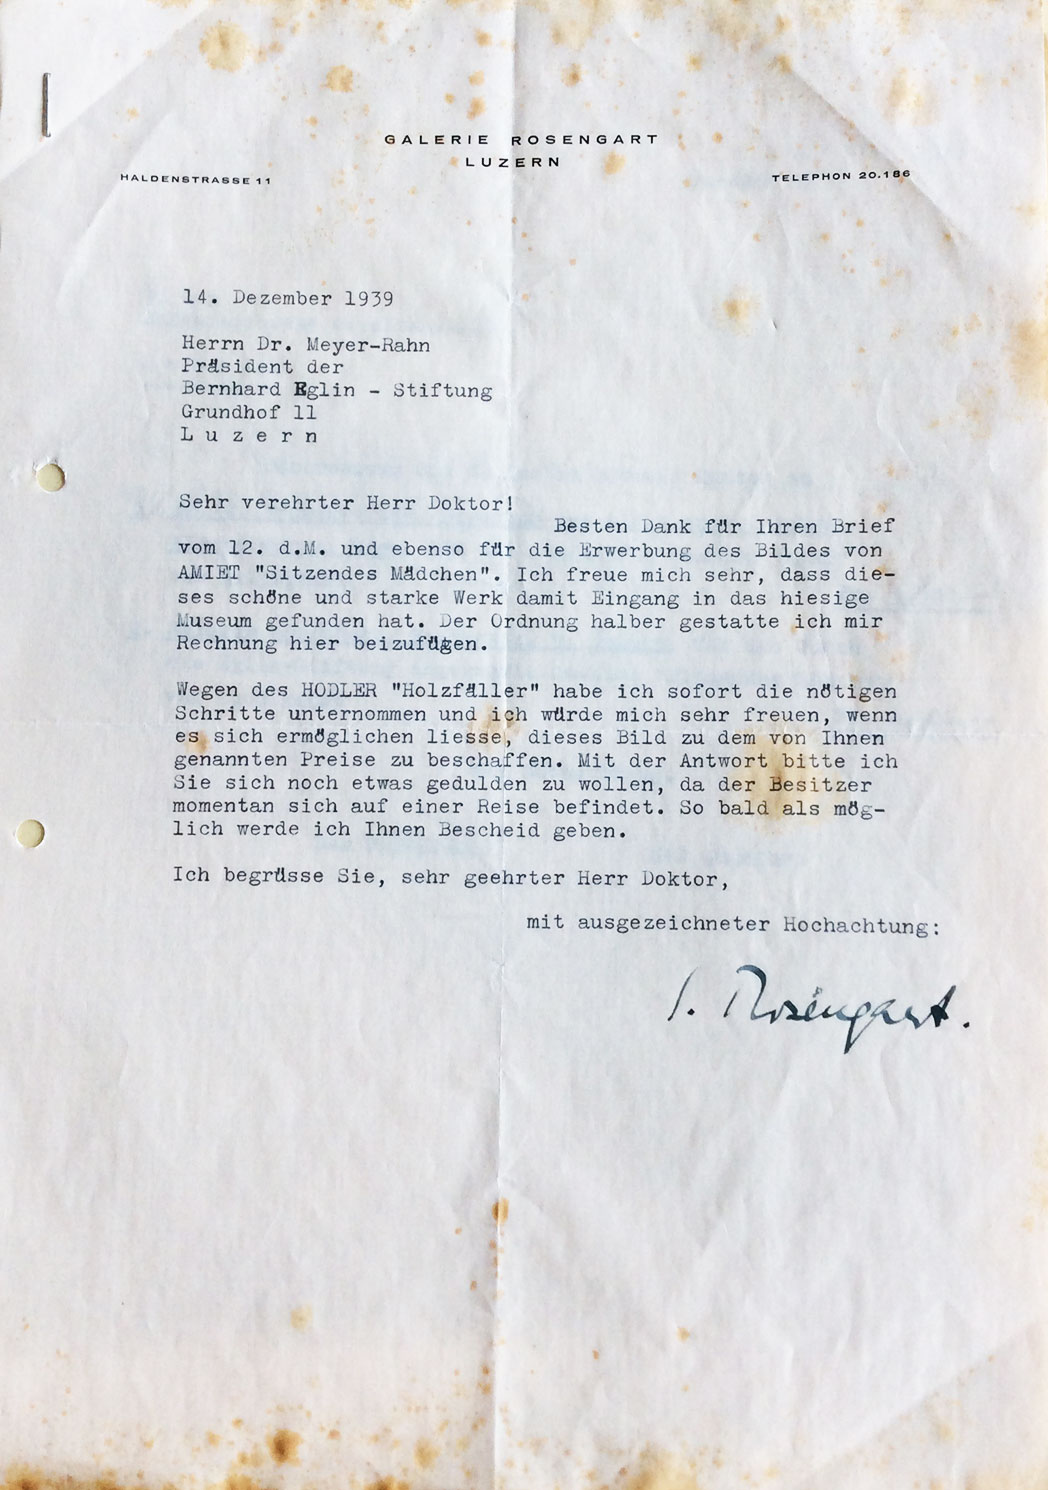 GALERIE ROSENGART
LUZERN
HALDENSTRASSE 11
TELEPHON 20.186
14. Dezember 1939
Herrn Dr. Meyer-Rahn
Präsident der
Bernhard Eglin - Stiftung
Grundhof 11
L u z e r n
Sehr verehrter Herr Doktor!
Besten Dank für Ihren Brief
vom 12. d.M. und ebenso für die Erwerbung des Bildes von
AMIET "Sitzendes Mädchen". Ich freue mich sehr, dass die-
ses schöne und starke Werk damit Eingang in das hiesige
Museum gefunden hat. Der Ordnung halber gestatte ich mir
Rechnung hier beizufügen.
Wegen des HODLER "Holzfäller" habe ich sofort die nötigen
Schritte unternommen und ich würde mich sehr freuen, wenn
es sich ermöglichen liesse, dieses Bild zu dem von Ihnen
genannten Preise zu beschaffen. Mit der Antwort bitte ich
Sie sich noch etwas gedulden zu wollen, da der Besitzer
momentan sich auf einer Reise befindet. So bald als mög-
lich werde ich Ihnen Bescheid geben.
Ich begrüsse Sie, sehr geehrter Herr Doktor,
mit ausgezeichneter Hochachtung:
S. Rosengart.